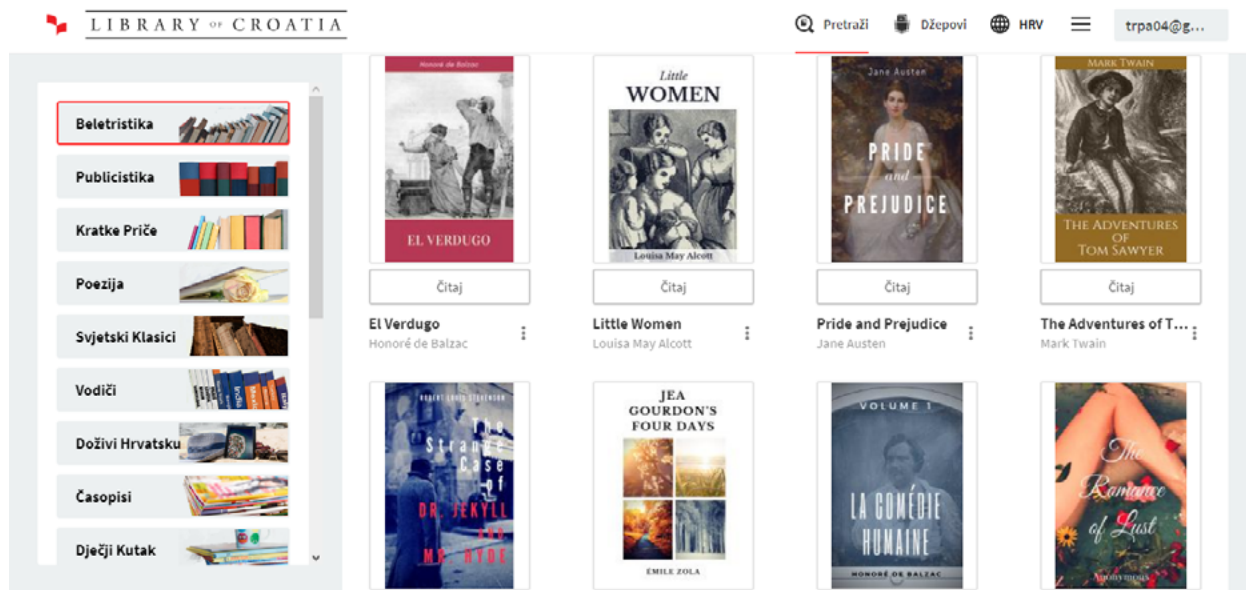 LIBRARY OF CROATIA
Pretraži
Džepovi
HRV
trpa04@g...
Beletristika
Publicistika
Kratke Priče
Poezija
Svjetski Klasici
Vodiči
Doživi Hrvatsku
Časopisi
Dječji Kutak
Honoré de Balzac
EL VERDUGO
Čitaj
El Verdugo
Honoré de Balzac
Little
WOMEN
Louisa May Alcott
Čitaj
Little Women
Louisa May Alcott
Jane Austen
PRIDE
and
PREJUDICE
Čitaj
Pride and Prejudice
Jane Austen
MARK TWAIN
THE ADVENTURES
OF
TOM SAWYER
Čitaj
The Adventures of T...
Mark Twain
ROBERT LOUIS STEVENSON
The
Strange
Case
of
DR. JEKYLL
AND
MR. HYDE
JEA
GOURDON'S
FOUR DAYS
ÉMILE ZOLA
VOLUME 1
LA COMÉDIE
HUMAINE
HONORÉ DE BALZAC
The
Romance
of Lust
Anonymous